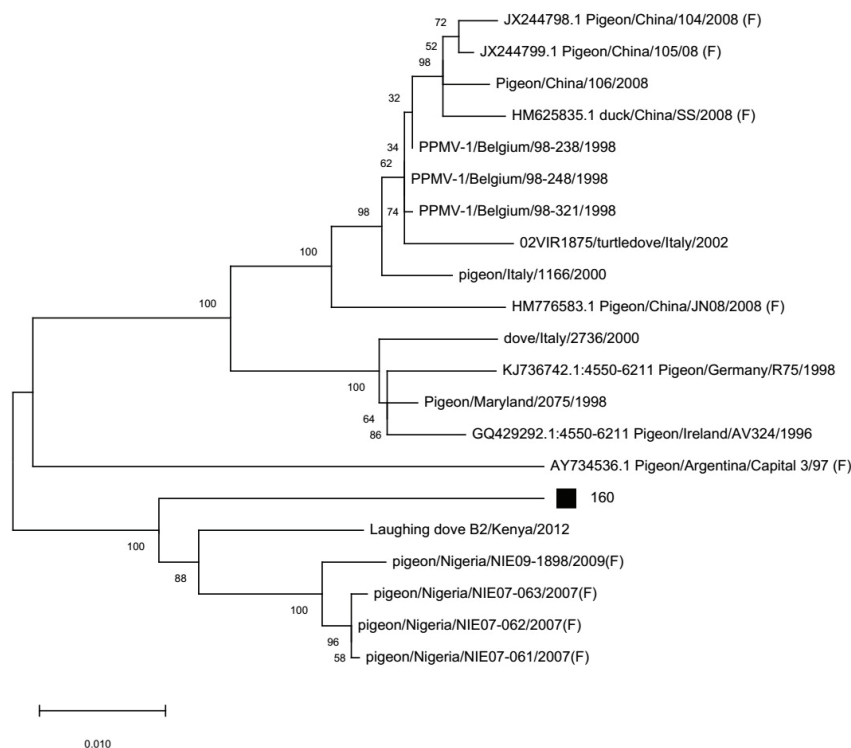 72
JX244798.1 Pigeon/China/104/2008 (F)
52
JX244799.1 Pigeon/China/105/08 (F)
98
Pigeon/China/106/2008
32
HM625835.1 duck/China/SS/2008 (F)
34
PPMV-1/Belgium/98-238/1998
62
PPMV-1/Belgium/98-248/1998
98
74
PPMV-1/Belgium/98-321/1998
02VIR1875/turtledove/Italy/2002
100
pigeon/Italy/1166/2000
100
HM776583.1 Pigeon/China/JN08/2008 (F)
dove/Italy/2736/2000
KJ736742.1:4550-6211 Pigeon/Germany/R75/1998
100
Pigeon/Maryland/2075/1998
64
86
GQ429292.1:4550-6211 Pigeon/Ireland/AV324/1996
AY734536.1 Pigeon/Argentina/Capital 3/97 (F)
160
Laughing dove B2/Kenya/2012
100
pigeon/Nigeria/NIE09-1898/2009(F)
88
pigeon/Nigeria/NIE07-063/2007(F)
100
pigeon/Nigeria/NIE07-062/2007(F)
96
58
pigeon/Nigeria/NIE07-061/2007(F)
0.010